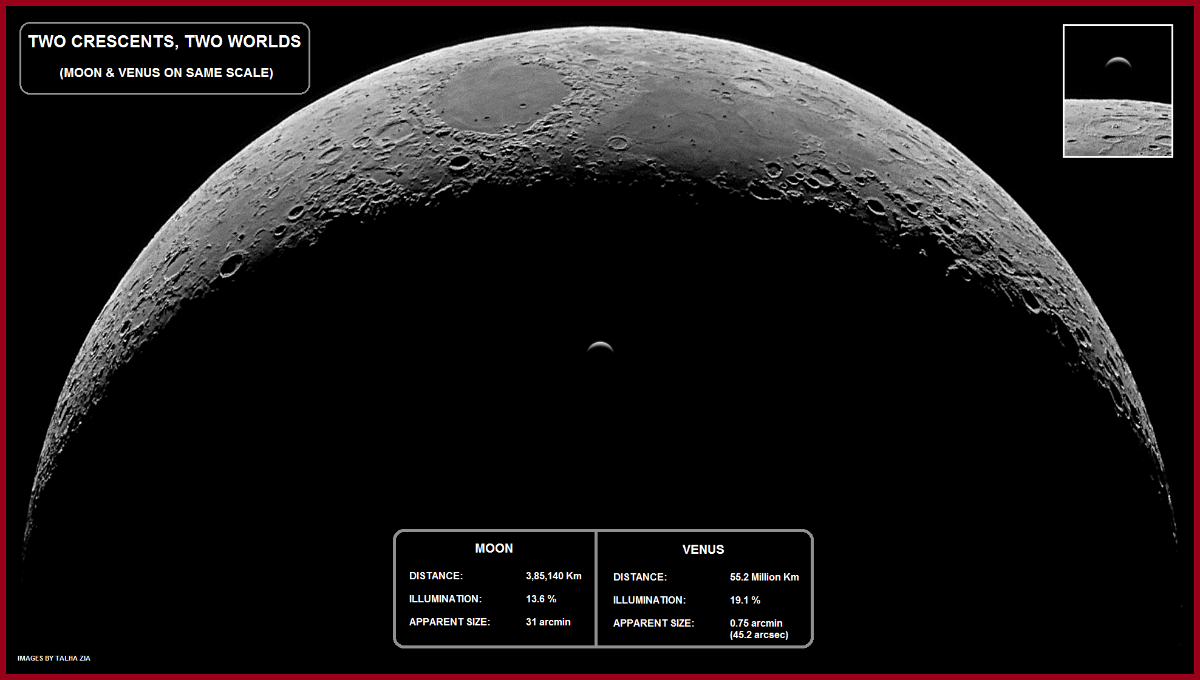 TWO CRESCENTS, TWO WORLDS
(MOON & VENUS ON SAME SCALE)
MOON
DISTANCE: 3,85,140 Km
ILLUMINATION: 13.6 %
APPARENT SIZE: 31 arcmin
VENUS
DISTANCE: 55.2 Million Km
ILLUMINATION: 19.1 %
APPARENT SIZE: 0.75 arcmin
(45.2 arcsec)
IMAGES BY TALHA ZIA